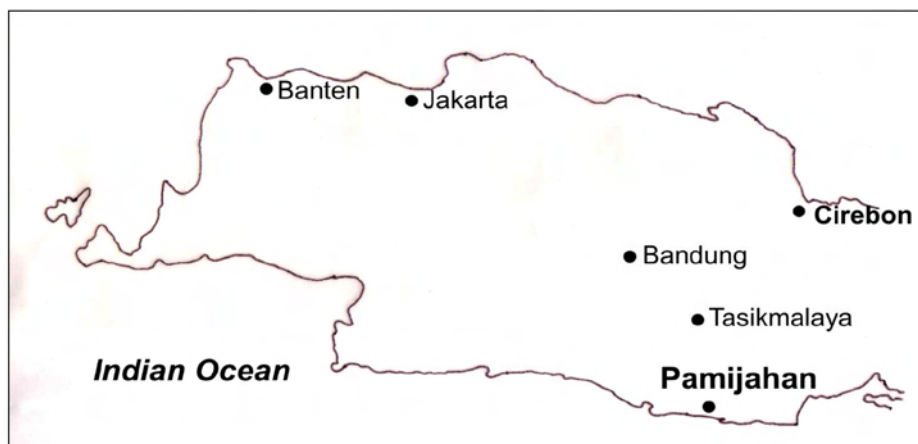 Banten
Jakarta
Cirebon
Bandung
Tasikmalaya
Indian Ocean
Pamijahan